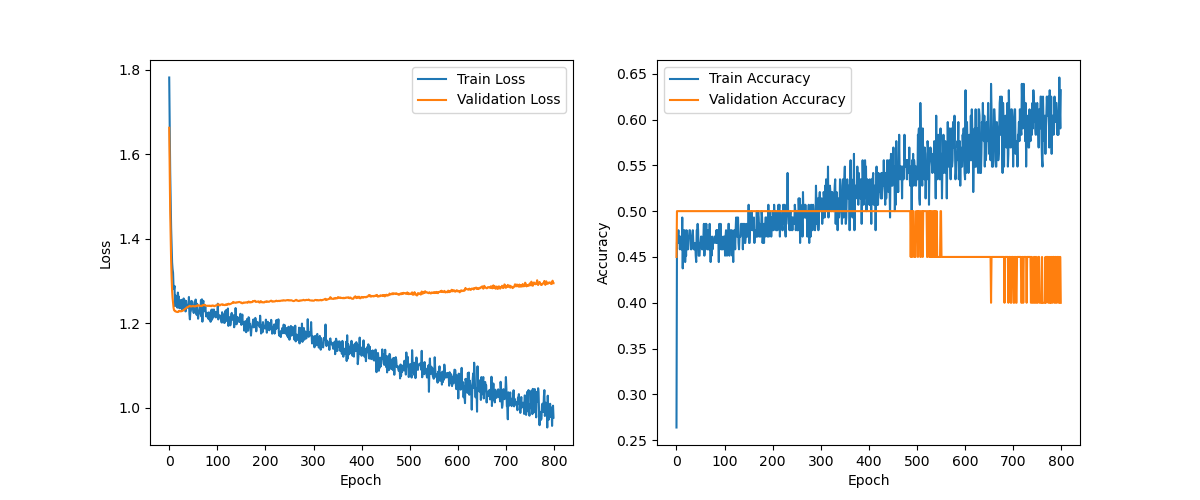 Train Loss
Validation Loss
1.8
1.6
1.4
1.2
1.0
Loss
0 100 200 300 400 500 600 700 800
Epoch
Train Accuracy
Validation Accuracy
0.65
0.60
0.55
0.50
0.45
0.40
0.35
0.30
0.25
Accuracy
0 100 200 300 400 500 600 700 800
Epoch